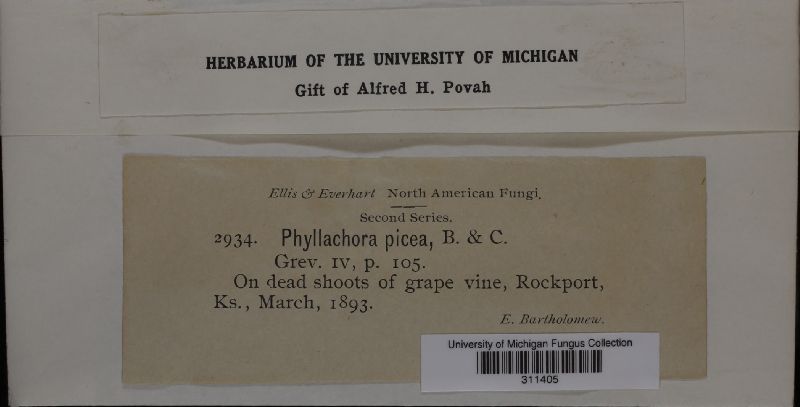 HERBARIUM OF THE UNIVERSITY OF MICHIGAN
Gift of Alfred H. Povah
Ellis & Everhart North American Fungi.
Second Series.
2934. Phyllachora picea, B. & C.
Grev. IV, p. 105.
On dead shoots of grape vine, Rockport,
Ks., March, 1893.
E. Bartholomew.
University of Michigan Fungus Collection
311405